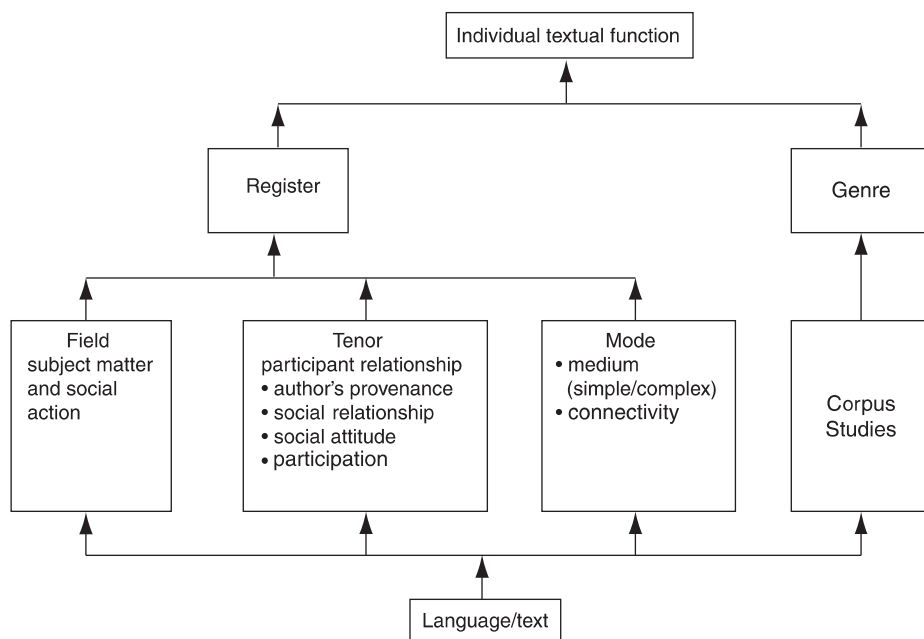 Individual textual function
Register
Genre
Field
subject matter
and social
action
Tenor
participant relationship
• author's provenance
• social relationship
• social attitude
• participation
Mode
• medium
(simple/complex)
• connectivity
Corpus
Studies
Language/text